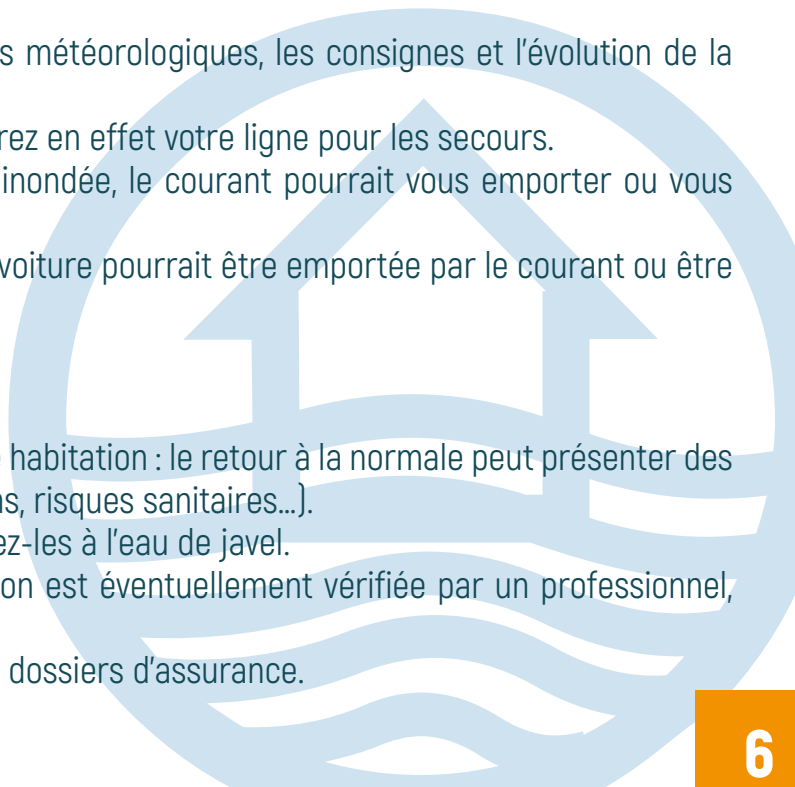 s météorologiques, les consignes et l'évolution de la
rez en effet votre ligne pour les secours.
inondée, le courant pourrait vous emporter ou vous
voiture pourrait être emportée par le courant ou être
habitation : le retour à la normale peut présenter des
s, risques sanitaires...).
ez-les à l'eau de javel.
on est éventuellement vérifiée par un professionnel,
dossiers d'assurance.
6